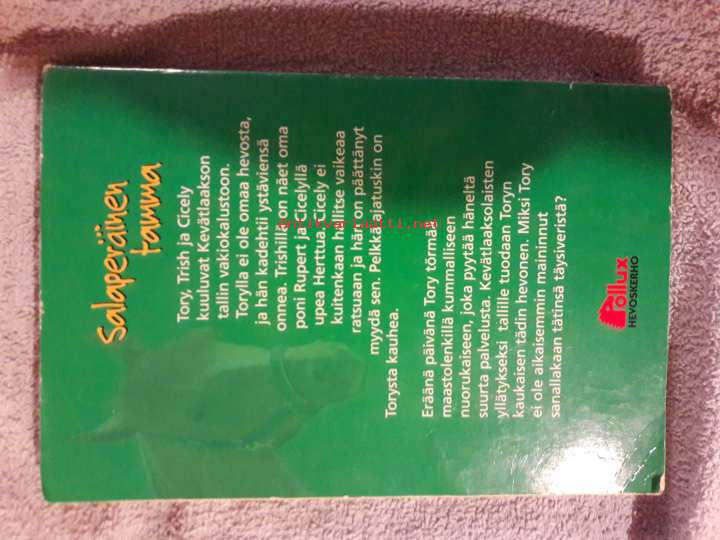 Salaperäinen
tamma
Tory, Trish ja Cicely
kuuluvat Kevätlaakson
tallin vakiokalustoon.
Torylla ei ole omaa hevosta,
ja hän kadehtii ystäviensä
onnea. Trishillä on näet oma
poni Rupert ja Cicelyllä
upea Herttua. Cicely ei
kuitenkaan hallitse vaikeaa
ratsuaan ja hän on päättänyt
myydä sen. Pelkkä ajatuskin on
Torysta kauhea.
Eräänä päivänä Tory törmää
maastolenkillä kummalliseen
nuorukaiseen, joka pyytää häneltä
suurta palvelusta. Kevätlaaksolaisten
yllätykseksi tallille tuodaan Toryn
kaukaisen tädin hevonen. Miksi Tory
ei ole aikaisemmin maininnut
sanallakaan tätinsä täysiveristä?
Pollux
HEVOSKERHO
antikvariaatti.net